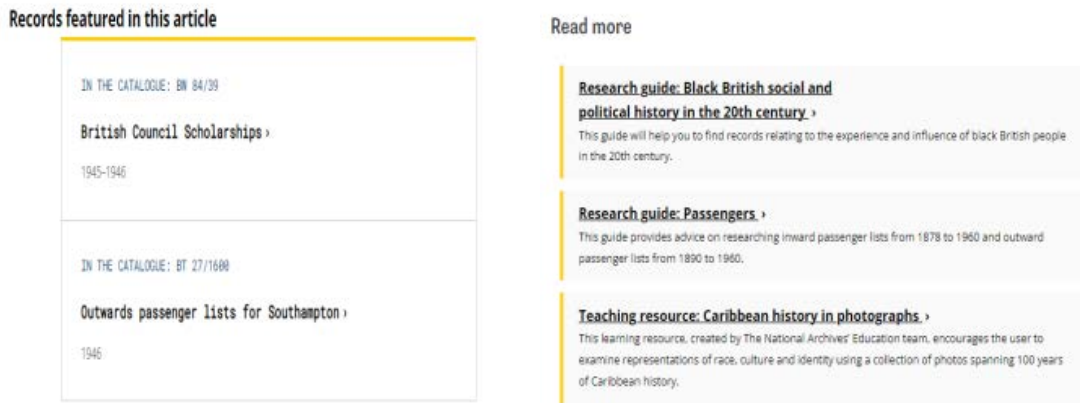 Records featured in this article
IN THE CATALOGUE: BN 84/39
British Council Scholarships ›
1945-1946
IN THE CATALOGUE: BT 27/1600
Outwards passenger lists for Southampton ›
1946
Read more
Research guide: Black British social and
political history in the 20th century ›
This guide will help you to find records relating to the experience and influence of black British people
in the 20th century.
Research guide: Passengers ›
This guide provides advice on researching inward passenger lists from 1878 to 1960 and outward
passenger lists from 1890 to 1960.
Teaching resource: Caribbean history in photographs ›
This learning resource, created by The National Archives' Education team, encourages the user to
examine representations of race, culture and identity using a collection of photos spanning 100 years
of Caribbean history.